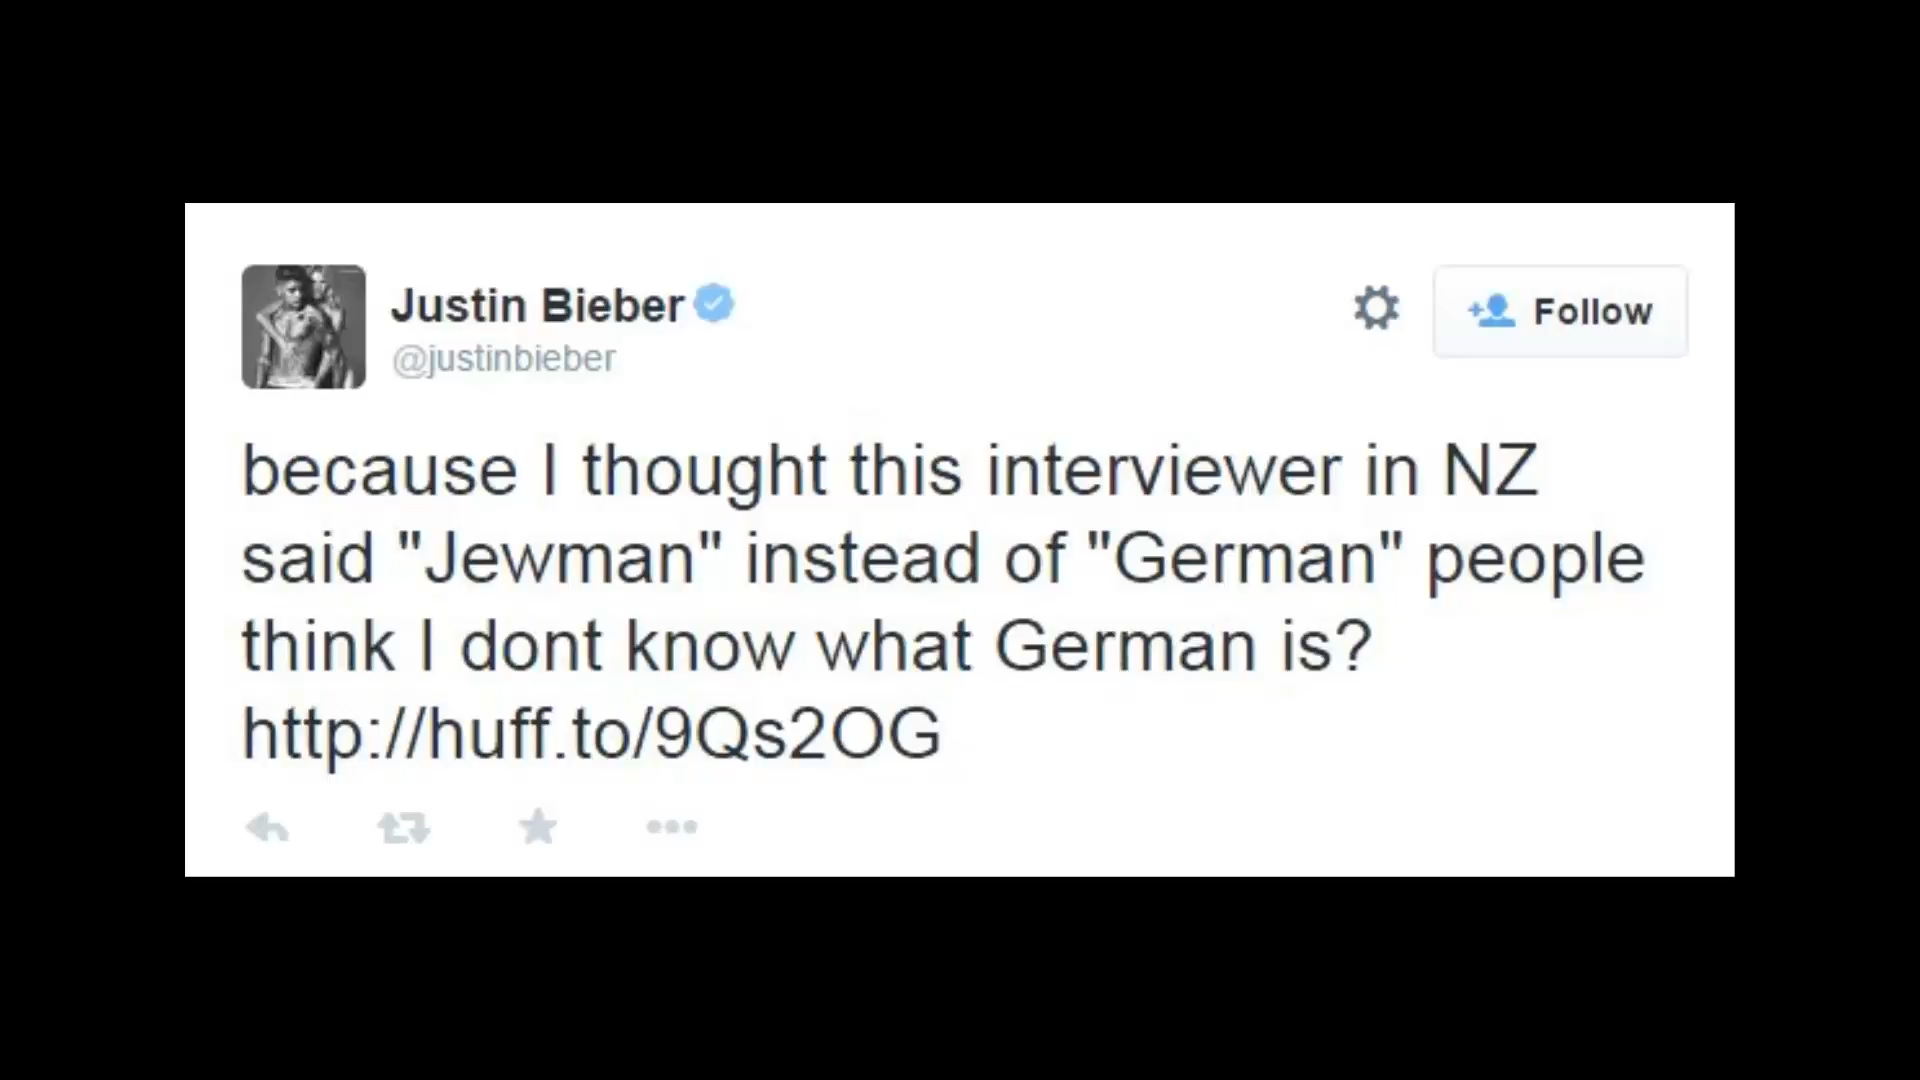 Justin Bieber
@justinbieber
Follow
because I thought this interviewer in NZ
said "Jewman" instead of "German" people
think I dont know what German is?
http://huff.to/9Qs2OG